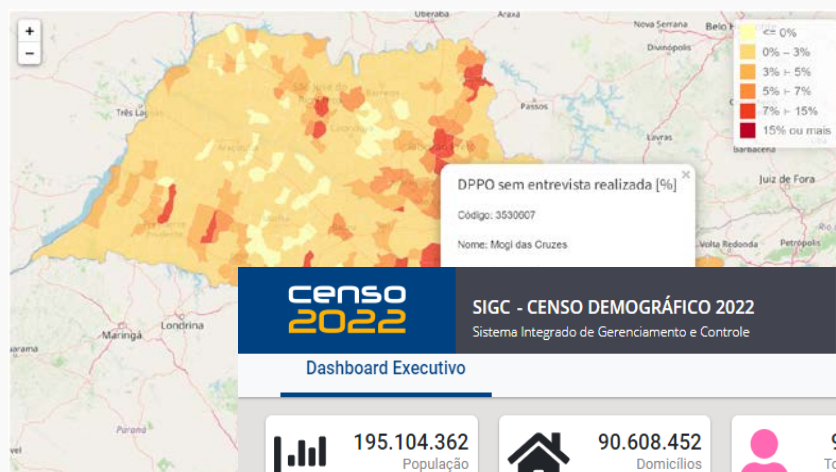 Uberaba
Araxá
Nova Serrana
Divinópolis
+
−
<= 0%
0% – 3%
3% ⊢ 5%
5% ⊢ 7%
7% ⊢ 15%
15% ou mais
Três Lagoas
Passos
Lavras
Barbacena
Juiz de Fora
DPPO sem entrevista realizada [%]
×
Código: 3530607
Nome: Mogi das Cruzes
Volta Redonda
Petrópolis
censo
2022
SIGC - CENSO DEMOGRÁFICO 2022
Sistema Integrado de Gerenciamento e Controle
Londrina
Maringá
Dashboard Executivo
Paraná
195.104.362
População
90.608.452
Domicílios